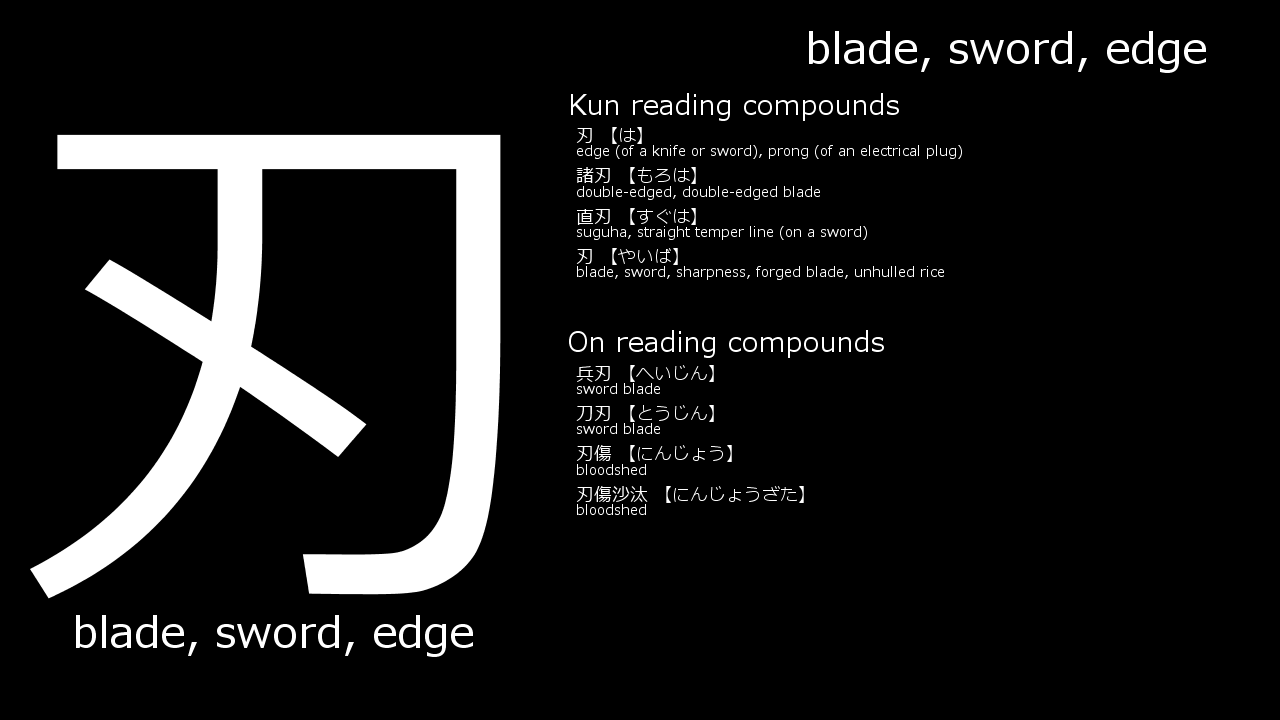 blade, sword, edge
刃
blade, sword, edge
Kun reading compounds
刃 【は】
edge (of a knife or sword), prong (of an electrical plug)
諸刃 【もろは】
double-edged, double-edged blade
直刃 【すぐは】
suguha, straight temper line (on a sword)
刃 【やいば】
blade, sword, sharpness, forged blade, unhulled rice
On reading compounds
兵刃 【へいじん】
sword blade
刀刃 【とうじん】
sword blade
刃傷 【にんじょう】
bloodshed
刃傷沙汰 【にんじょうざた】
bloodshed